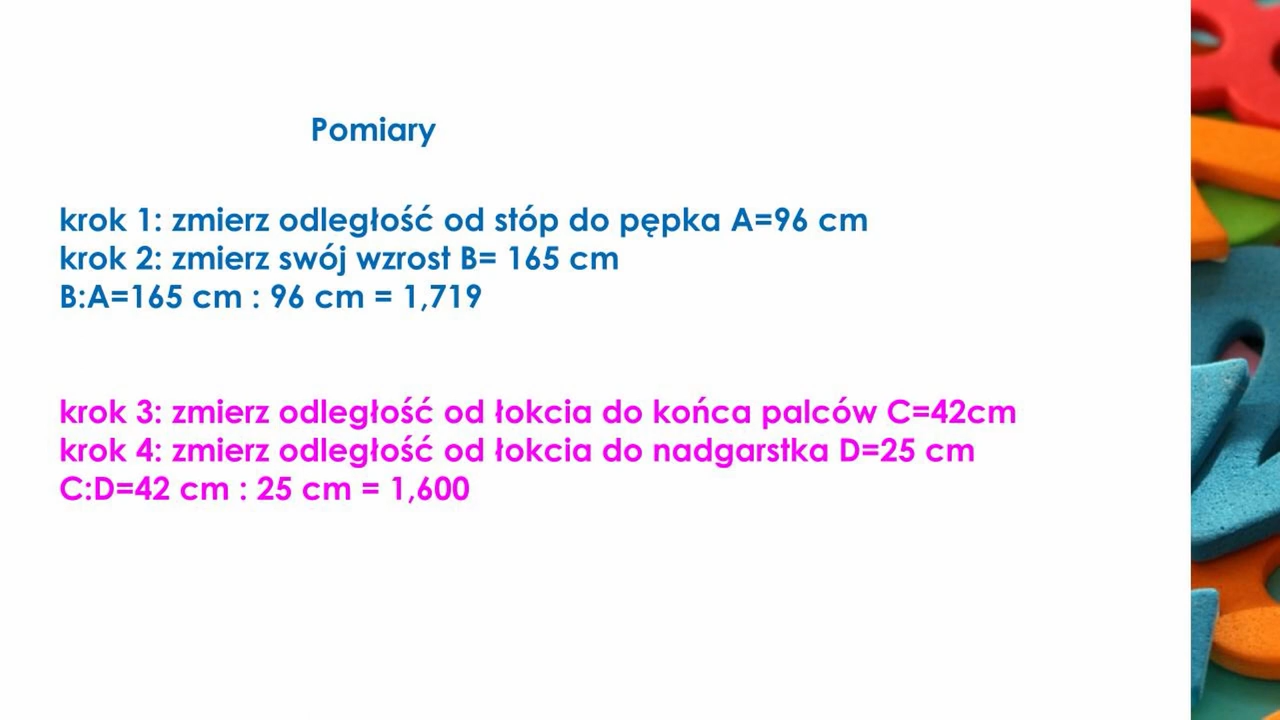 Pomiary
krok 1: zmierz odległość od stóp do pępka A=96 cm
krok 2: zmierz swój wzrost B= 165 cm
B:A=165 cm : 96 cm = 1,719
krok 3: zmierz odległość od łokcia do końca palców C=42cm
krok 4: zmierz odległość od łokcia do nadgarstka D=25 cm
C:D=42 cm : 25 cm = 1,600